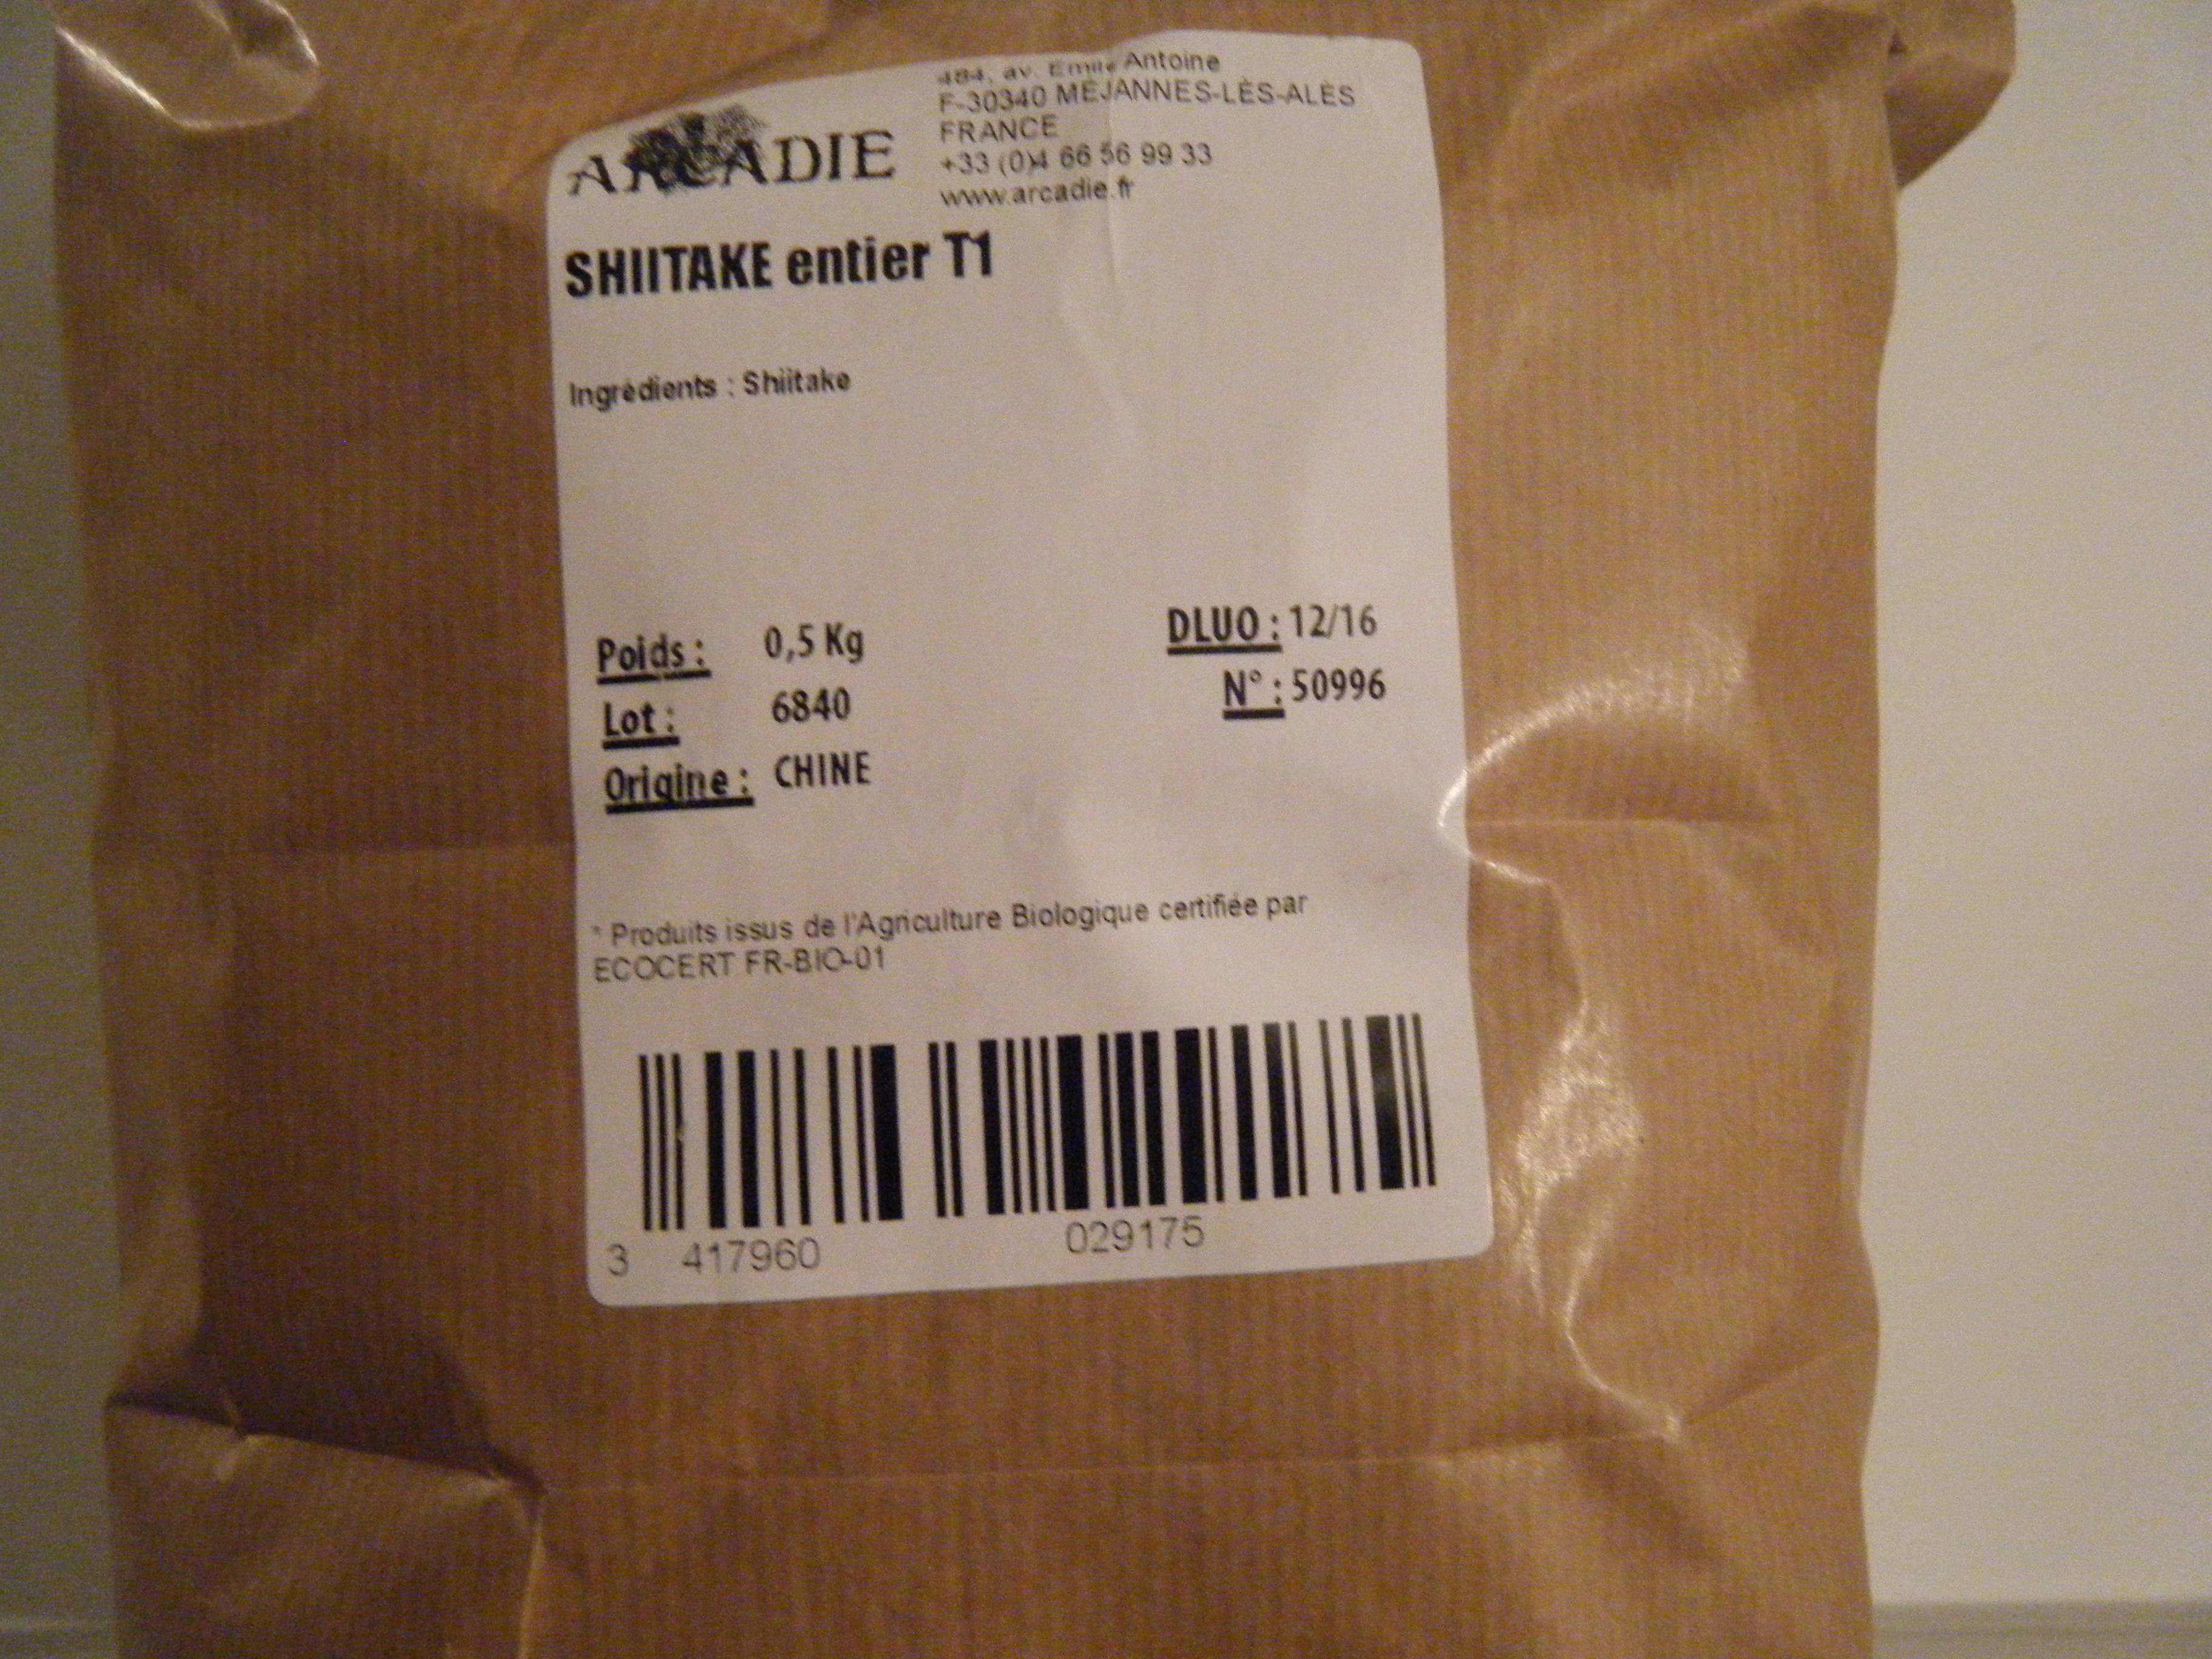 ARCADIE
484, av. Emile Antoine
F-30340 MÉJANNES-LÈS-ALÈS
FRANCE
+33 (0)4 66 56 99 33
www.arcadie.fr
SHIITAKE entier T1
Ingrédients : Shiitake
Poids : 0,5 Kg
DLUO : 12/16
Lot : 6840
N° : 50996
Origine : CHINE
* Produits issus de l'Agriculture Biologique certifiée par
ECOCERT FR-BIO-01
3 417960 029175